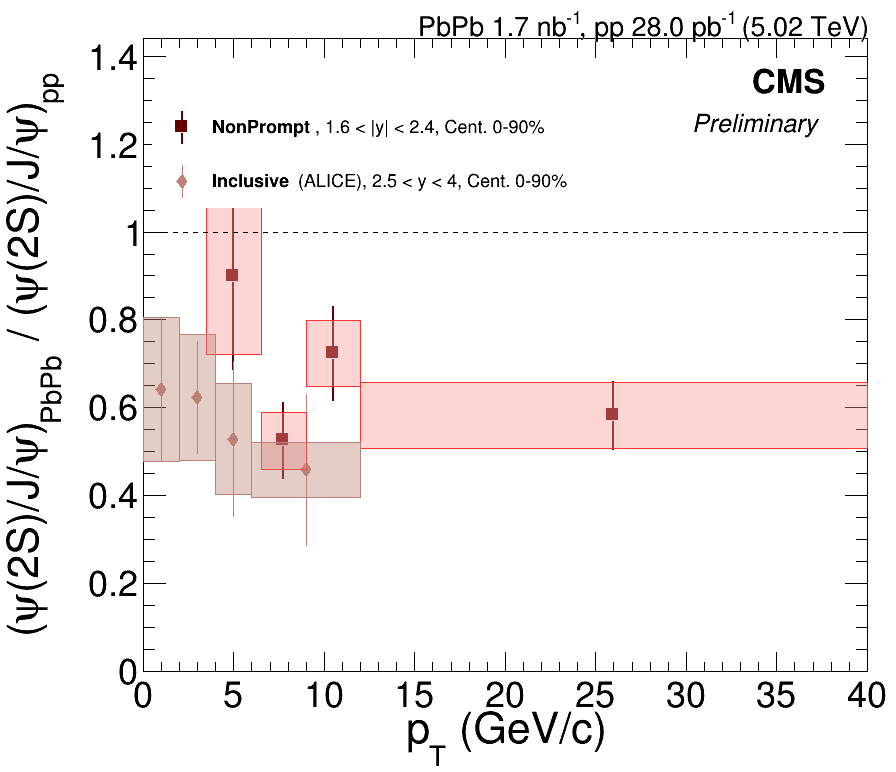 PbPb 1.7 nb-1, pp 28.0 pb-1 (5.02 TeV)
CMS
Preliminary
NonPrompt , 1.6 < |y| < 2.4, Cent. 0-90%
Inclusive (ALICE), 2.5 < y < 4, Cent. 0-90%
(ψ(2S)/J/ψ)PbPb / (ψ(2S)/J/ψ)pp
1.4
1.2
1
0.8
0.6
0.4
0.2
0
0 5 10 15 20 25 30 35 40
pT (GeV/c)